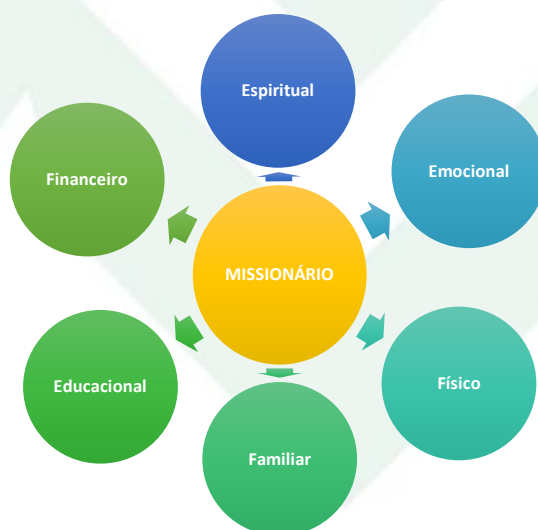 Espiritual
Emocional
Financeiro
MISSIONÁRIO
Físico
Educacional
Familiar